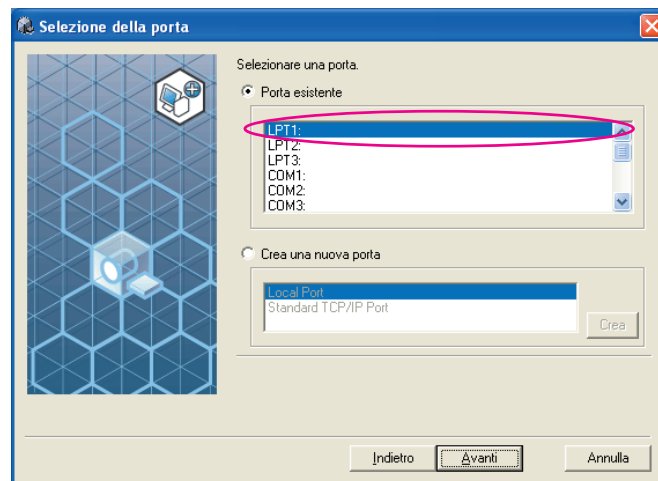 Selezione della porta
Selezionare una porta.
Porta esistente
LPT1:
LPT2:
LPT3:
COM1:
COM2:
COM3:
Crea una nuova porta
Local Port
Standard TCP/IP Port
Crea
Indietro
Avanti
Annulla